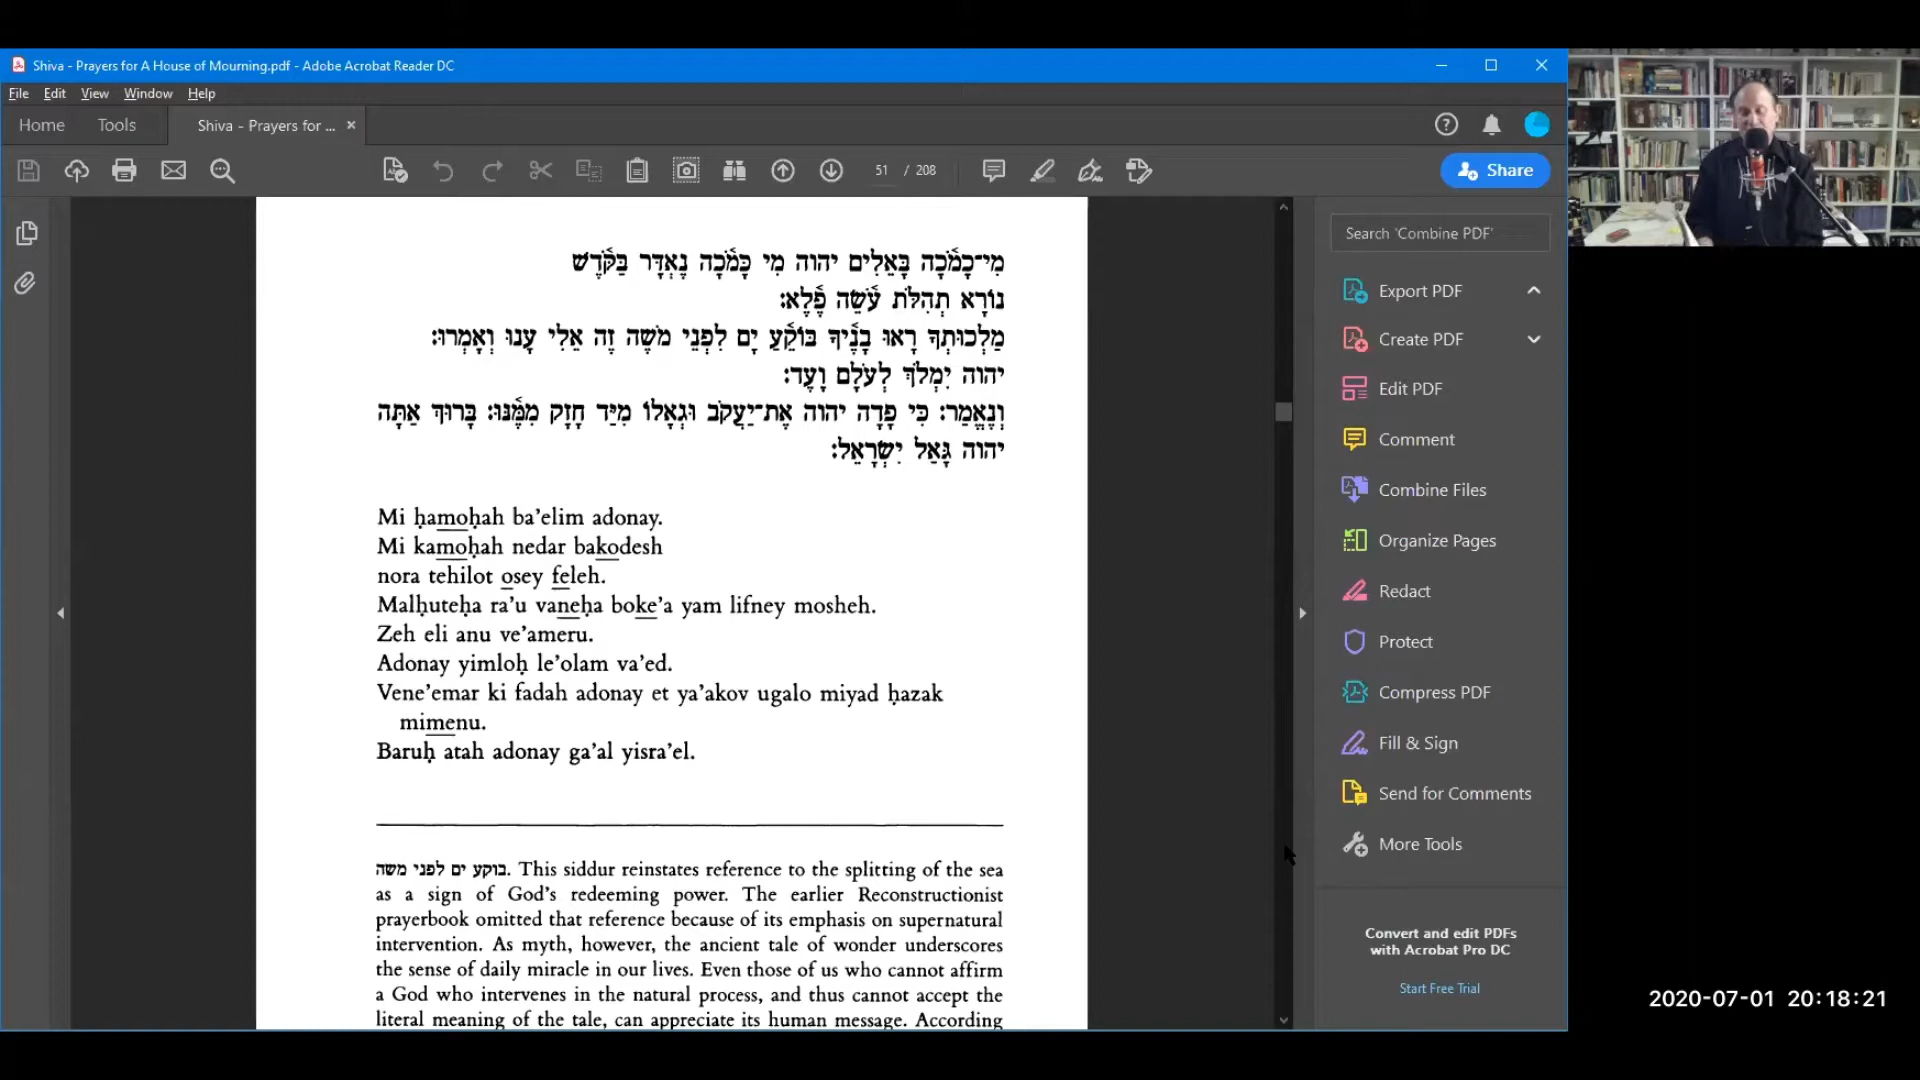 Shiva - Prayers for A House of Mourning.pdf - Adobe Acrobat Reader DC
File Edit View Window Help
Home Tools Shiva - Prayers for ... ×
51 / 208
Share
מִי־כָמֹֽכָה בָּאֵלִים יהוה מִי כָּמֹֽכָה נֶאְדָּר בַּקֹּֽדֶשׁ
נוֹרָא תְהִלֹּת עֹֽשֵׂה פֶֽלֶא׃
מַלְכוּתְךָ רָאוּ בָנֶֽיךָ בּוֹקֵֽעַ יָם לִפְנֵי מֹשֶׁה זֶה אֵלִי עָנוּ וְאָמְרוּ׃
יהוה יִמְלֹךְ לְעֹלָם וָעֶד׃
וְנֶאֱמַר׃ כִּי פָדָה יהוה אֶת־יַעֲקֹב וּגְאָלוֹ מִיַּד חָזָק מִמֶּֽנּוּ׃ בָּרוּךְ אַתָּה
יהוה גָּאַל יִשְׂרָאֵל׃
Mi ḥamoḥah ba’elim adonay.
Mi kamoḥah nedar bakodesh
nora tehilot osey feleh.
Malḥuteḥa ra’u vaneḥa boke’a yam lifney mosheh.
Zeh eli anu ve’ameru.
Adonay yimloḥ le’olam va’ed.
Vene’emar ki fadah adonay et ya’akov ugalo miyad ḥazak
mimenu.
Baruḥ atah adonay ga’al yisra’el.
בוקע ים לפני משה. This siddur reinstates reference to the splitting of the sea
as a sign of God’s redeeming power. The earlier Reconstructionist
prayerbook omitted that reference because of its emphasis on supernatural
intervention. As myth, however, the ancient tale of wonder underscores
the sense of daily miracle in our lives. Even those of us who cannot affirm
a God who intervenes in the natural process, and thus cannot accept the
literal meaning of the tale, can appreciate its human message. According
Search 'Combine PDF'
Export PDF
Create PDF
Edit PDF
Comment
Combine Files
Organize Pages
Redact
Protect
Compress PDF
Fill & Sign
Send for Comments
More Tools
Convert and edit PDFs
with Acrobat Pro DC
Start Free Trial
2020-07-01 20:18:21